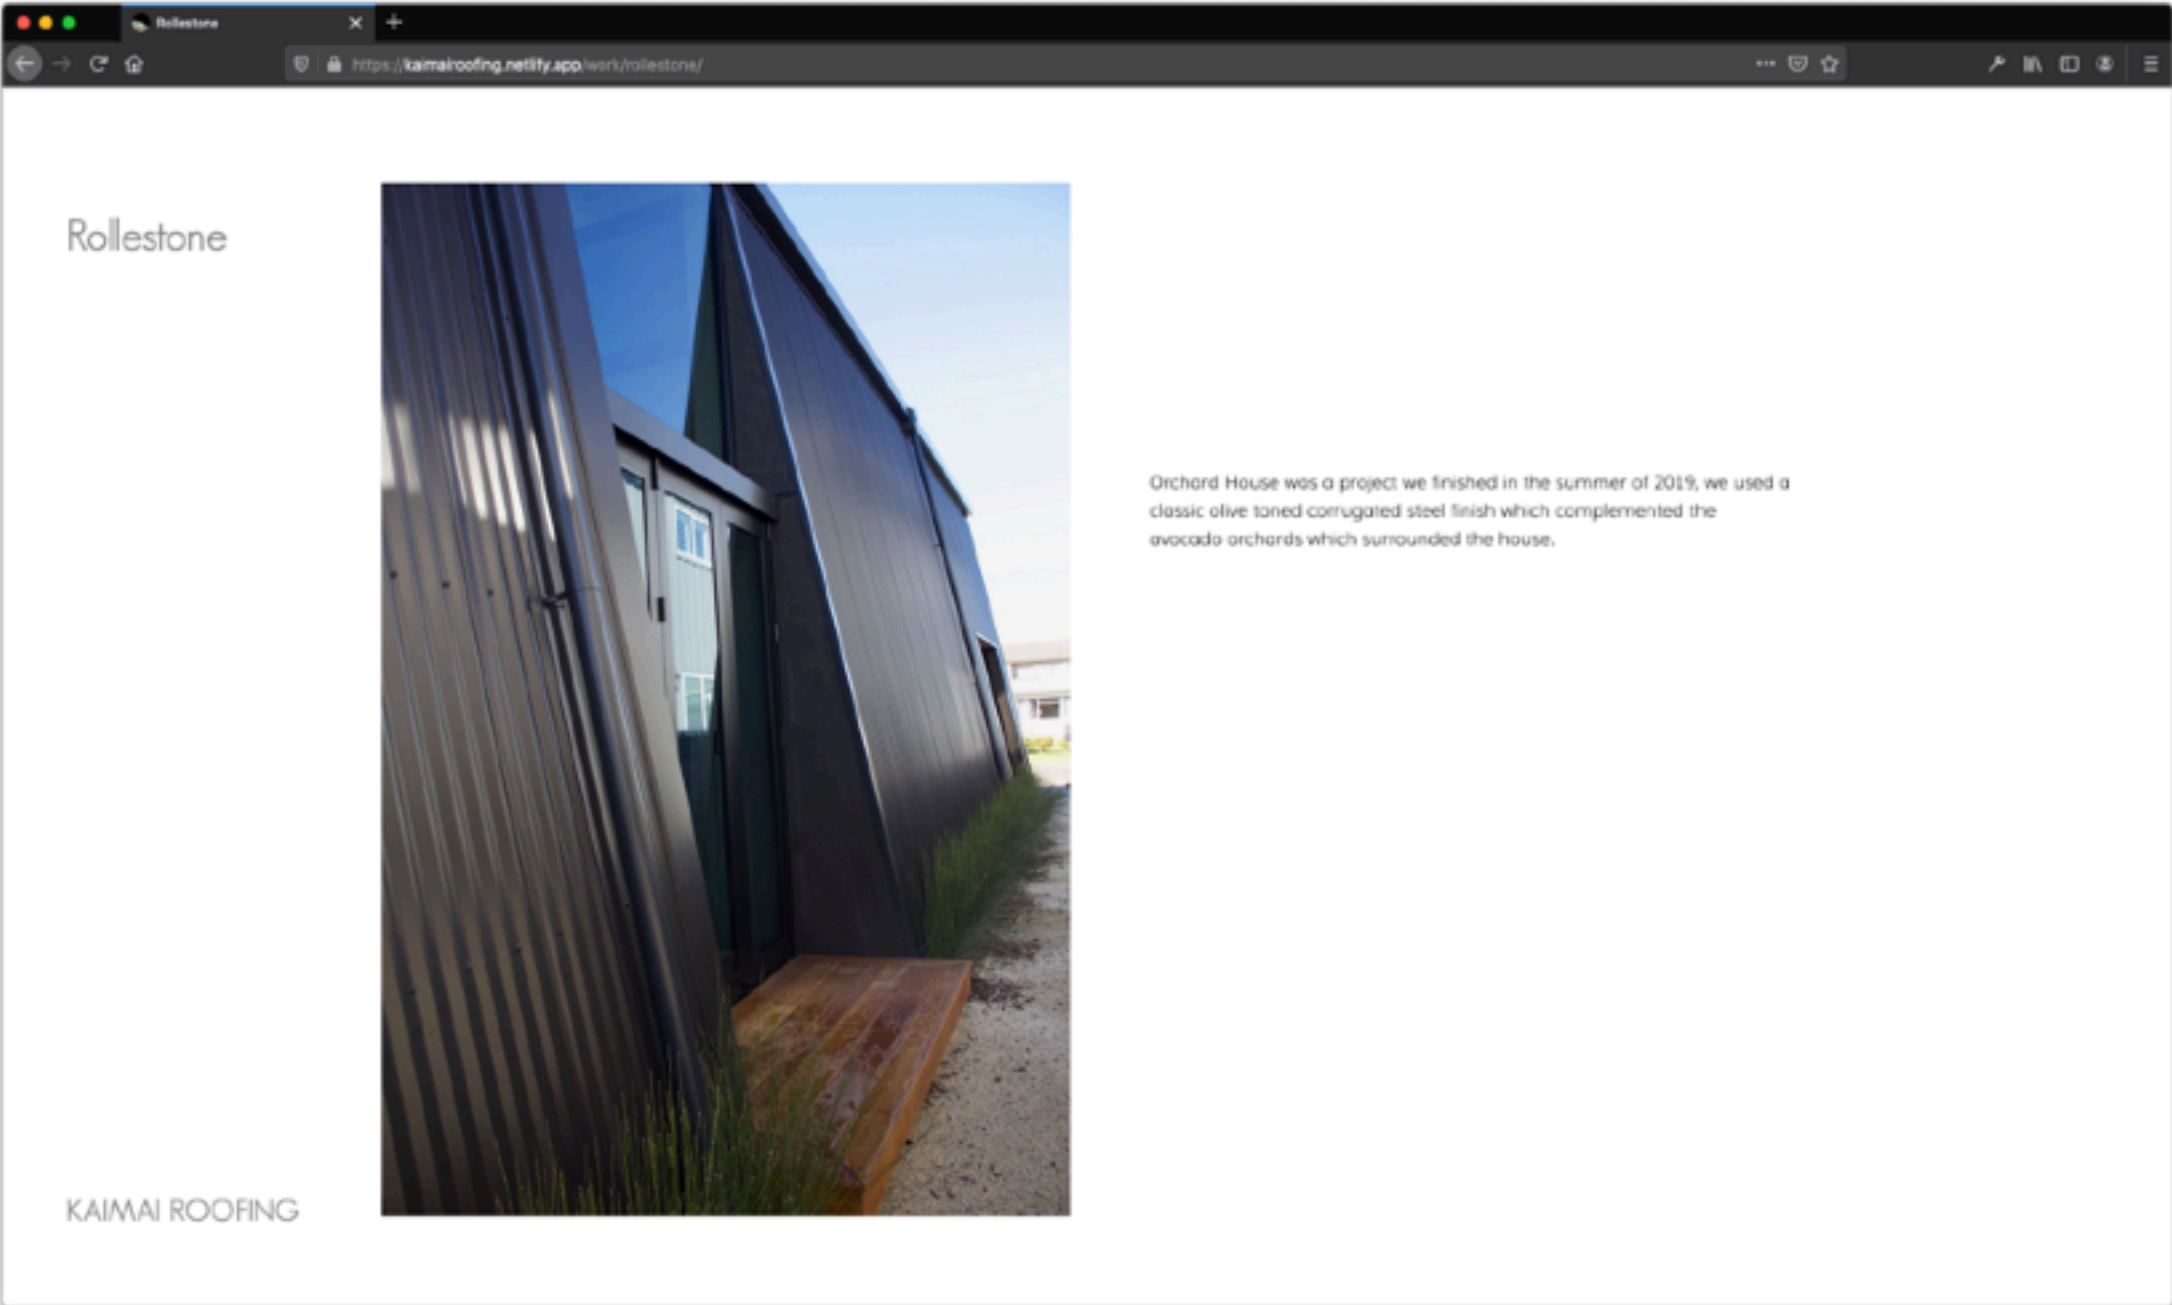 Rollestone
https://kaimairoofing.netlify.app/work/rollestone/
Rollestone
Orchard House was a project we finished in the summer of 2019, we used a
classic olive toned corrugated steel finish which complemented the
avocado orchards which surrounded the house.
KAIMAI ROOFING